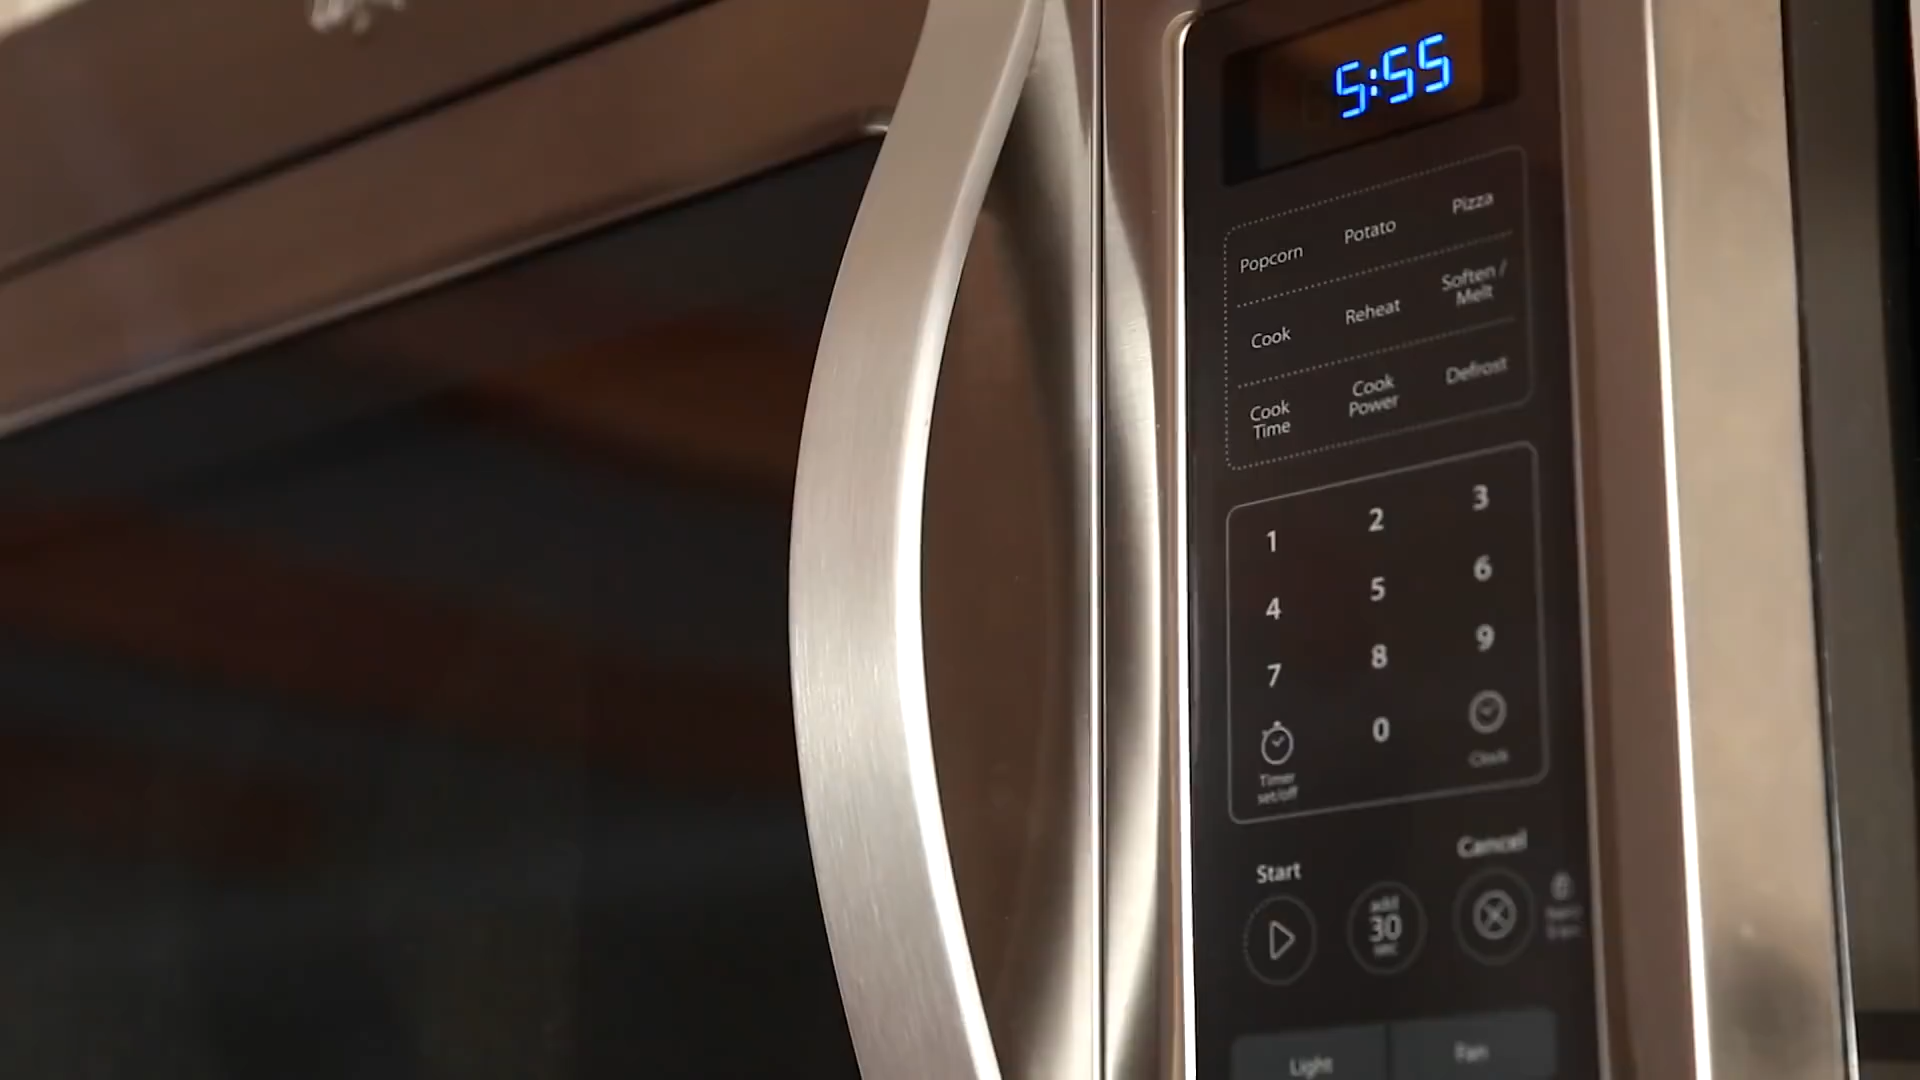 5:55
Popcorn Potato Pizza
Cook Reheat Soften /
Melt
Cook
Time
Cook
Power
Defrost
1 2 3
4 5 6
7 8 9
0
Timer
set/off
Clock
Start Cancel
add
30
sec
Light Fan